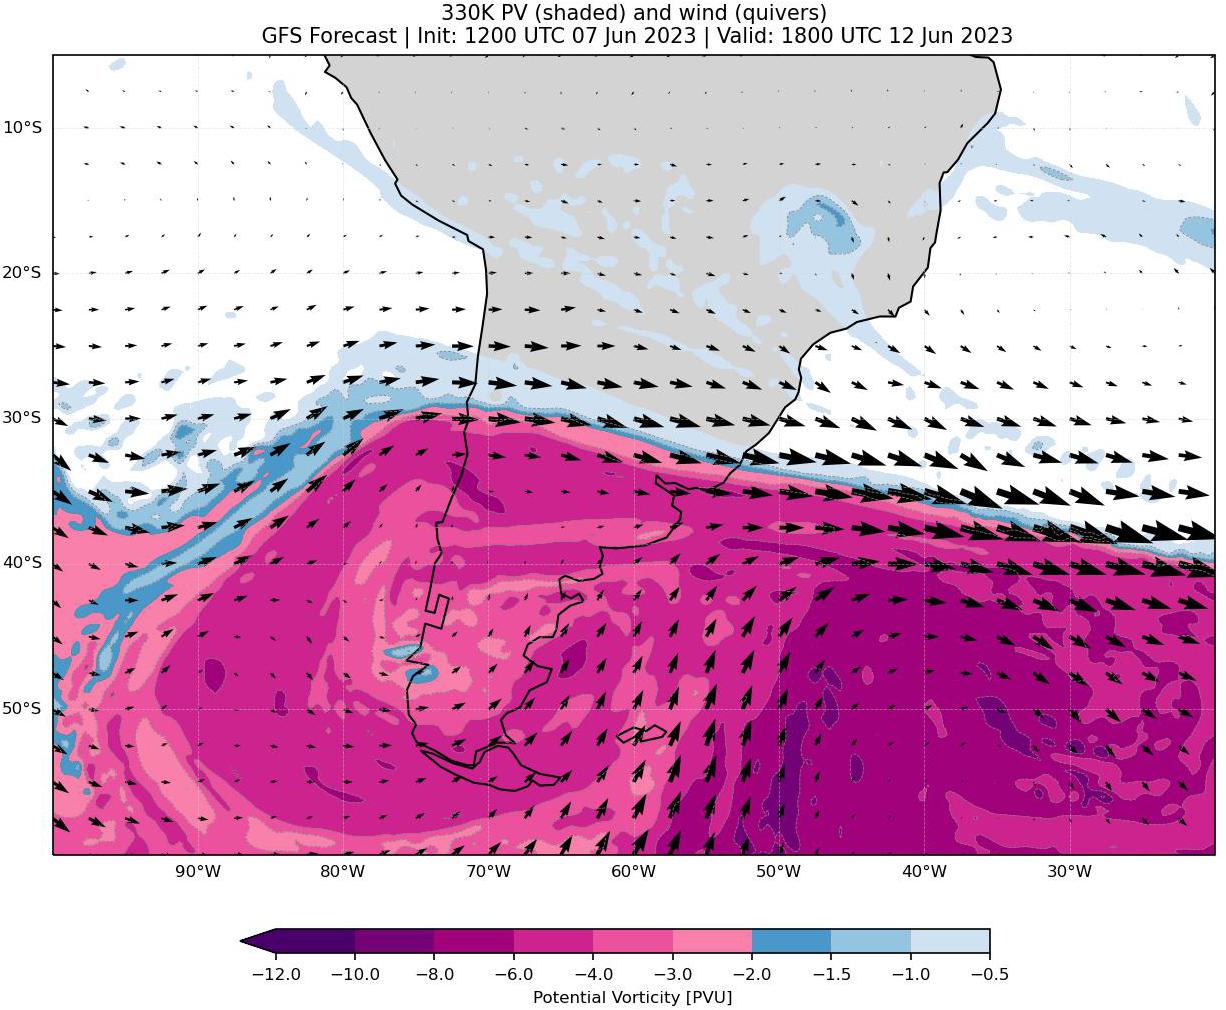 330K PV (shaded) and wind (quivers)
GFS Forecast | Init: 1200 UTC 07 Jun 2023 | Valid: 1800 UTC 12 Jun 2023
10°S
20°S
30°S
40°S
50°S
90°W 80°W 70°W 60°W 50°W 40°W 30°W
−12.0 −10.0 −8.0 −6.0 −4.0 −3.0 −2.0 −1.5 −1.0 −0.5
Potential Vorticity [PVU]